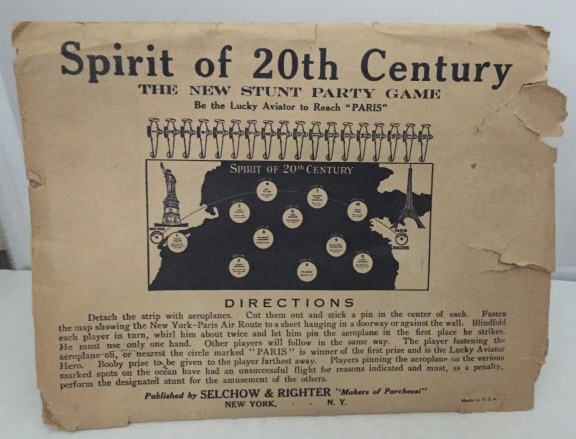 Spirit of 20th Century
THE NEW STUNT PARTY GAME
Be the Lucky Aviator to Reach "PARIS"
SPIRIT OF 20th CENTURY
NEW YORK
PARIS
SUCCESS
DIRECTIONS
Detach the strip with aeroplanes. Cut them out and stick a pin in the center of each. Fasten
the map showing the New York-Paris Air Route to a sheet hanging in a doorway or against the wall. Blindfold
each player in turn, whirl him about twice and let him pin the aeroplane in the first place he strikes.
He must use only one hand. Other players will follow in the same way. The player fastening the
aeroplane on, or nearest the circle marked "PARIS" is winner of the first prize and is the Lucky Aviator
Hero. Booby prize to be given to the player farthest away. Players pinning the aeroplane on the various
marked spots on the ocean have had an unsuccessful flight for reasons indicated and must, as a penalty,
perform the designated stunt for the amusement of the others.
Published by SELCHOW & RIGHTER "Makers of Parcheesi"
NEW YORK, . . N. Y.
Made in U.S.A.